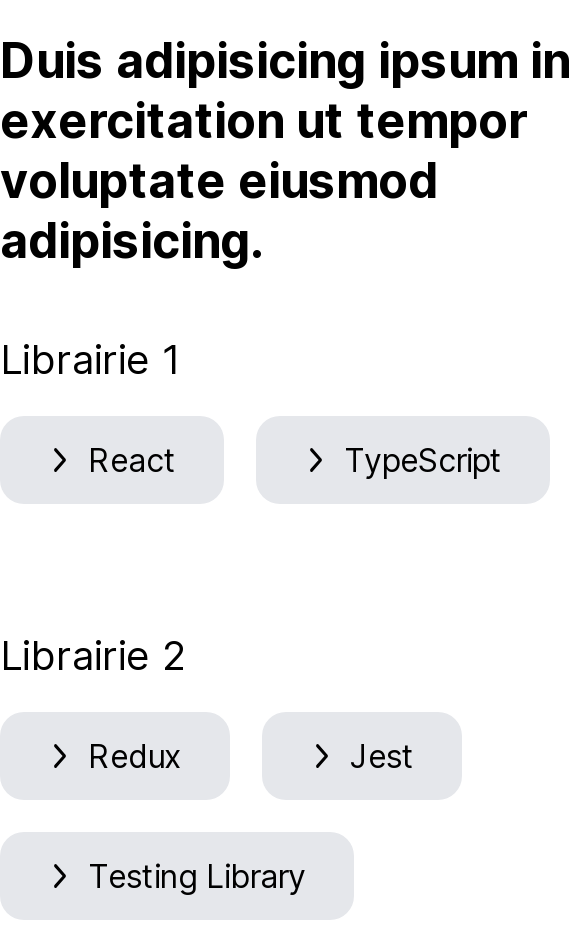 Duis adipisicing ipsum in
exercitation ut tempor
voluptate eiusmod
adipisicing.
Librairie 1
React
TypeScript
Librairie 2
Redux
Jest
Testing Library